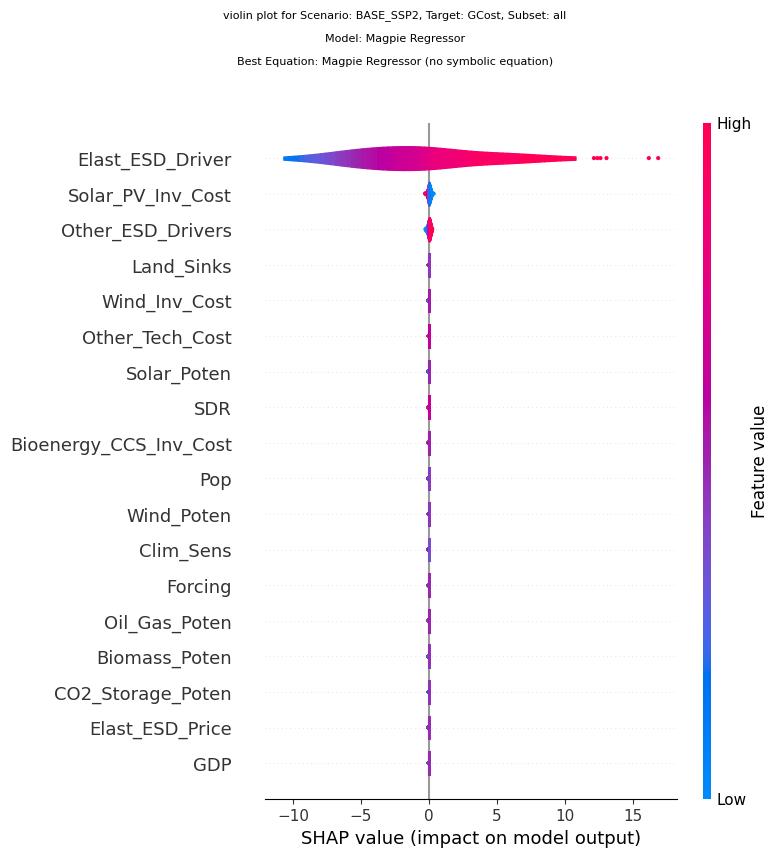 violin plot for Scenario: BASE_SSP2, Target: GCost, Subset: all
Model: Magpie Regressor
Best Equation: Magpie Regressor (no symbolic equation)
High
Elast_ESD_Driver
Solar_PV_Inv_Cost
Other_ESD_Drivers
Land_Sinks
Wind_Inv_Cost
Other_Tech_Cost
Solar_Poten
SDR
Bioenergy_CCS_Inv_Cost
Pop
Wind_Poten
Clim_Sens
Forcing
Oil_Gas_Poten
Biomass_Poten
CO2_Storage_Poten
Elast_ESD_Price
GDP
Feature value
Low
−10 −5 0 5 10 15
SHAP value (impact on model output)